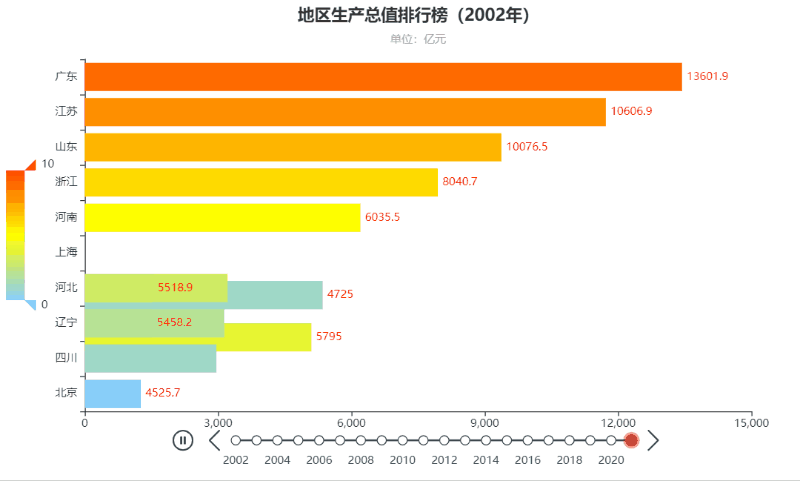 地区生产总值排行榜（2002年）
单位：亿元
广东 13601.9
江苏 10606.9
山东 10076.5
浙江 8040.7
10
河南 6035.5
上海
河北 5518.9 4725
0
辽宁 5458.2 5795
四川
北京 4525.7
0 3,000 6,000 9,000 12,000 15,000
2002 2004 2006 2008 2010 2012 2014 2016 2018 2020